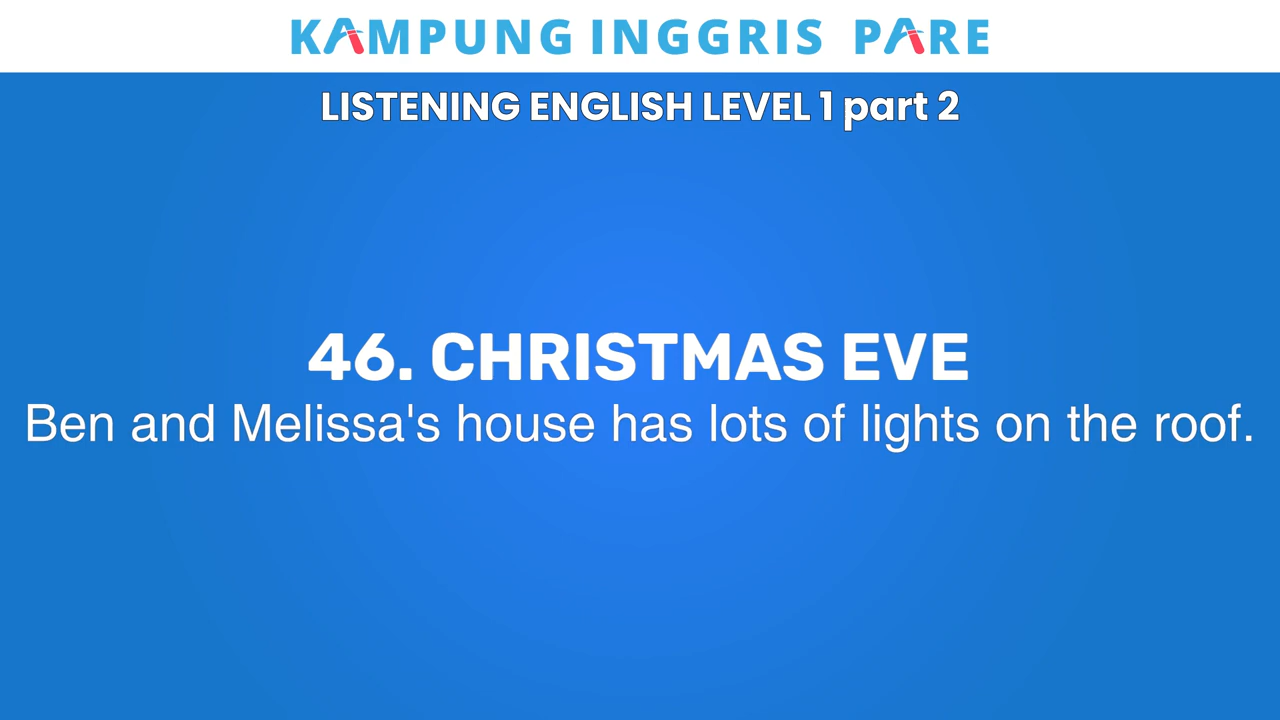 KAMPUNG INGGRIS PARE
LISTENING ENGLISH LEVEL 1 part 2
46. CHRISTMAS EVE
Ben and Melissa's house has lots of lights on the roof.